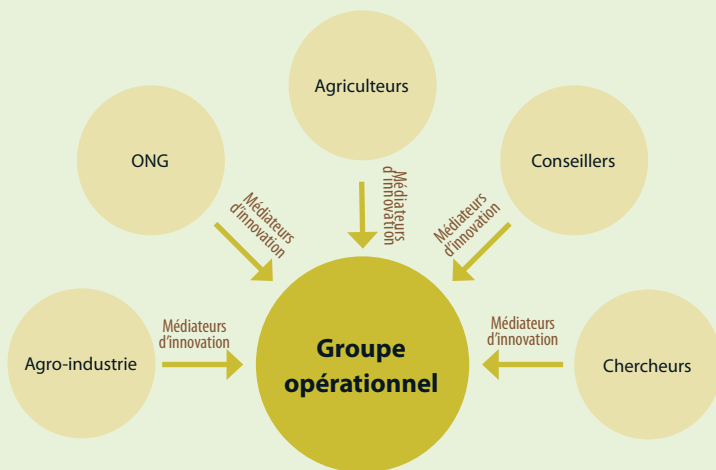 Agriculteurs
ONG
Conseillers
Médiateurs
d'innovation
Médiateurs
d'innovation
Médiateurs
d'innovation
Médiateurs
d'innovation
Médiateurs
d'innovation
Agro-industrie
Groupe
opérationnel
Chercheurs